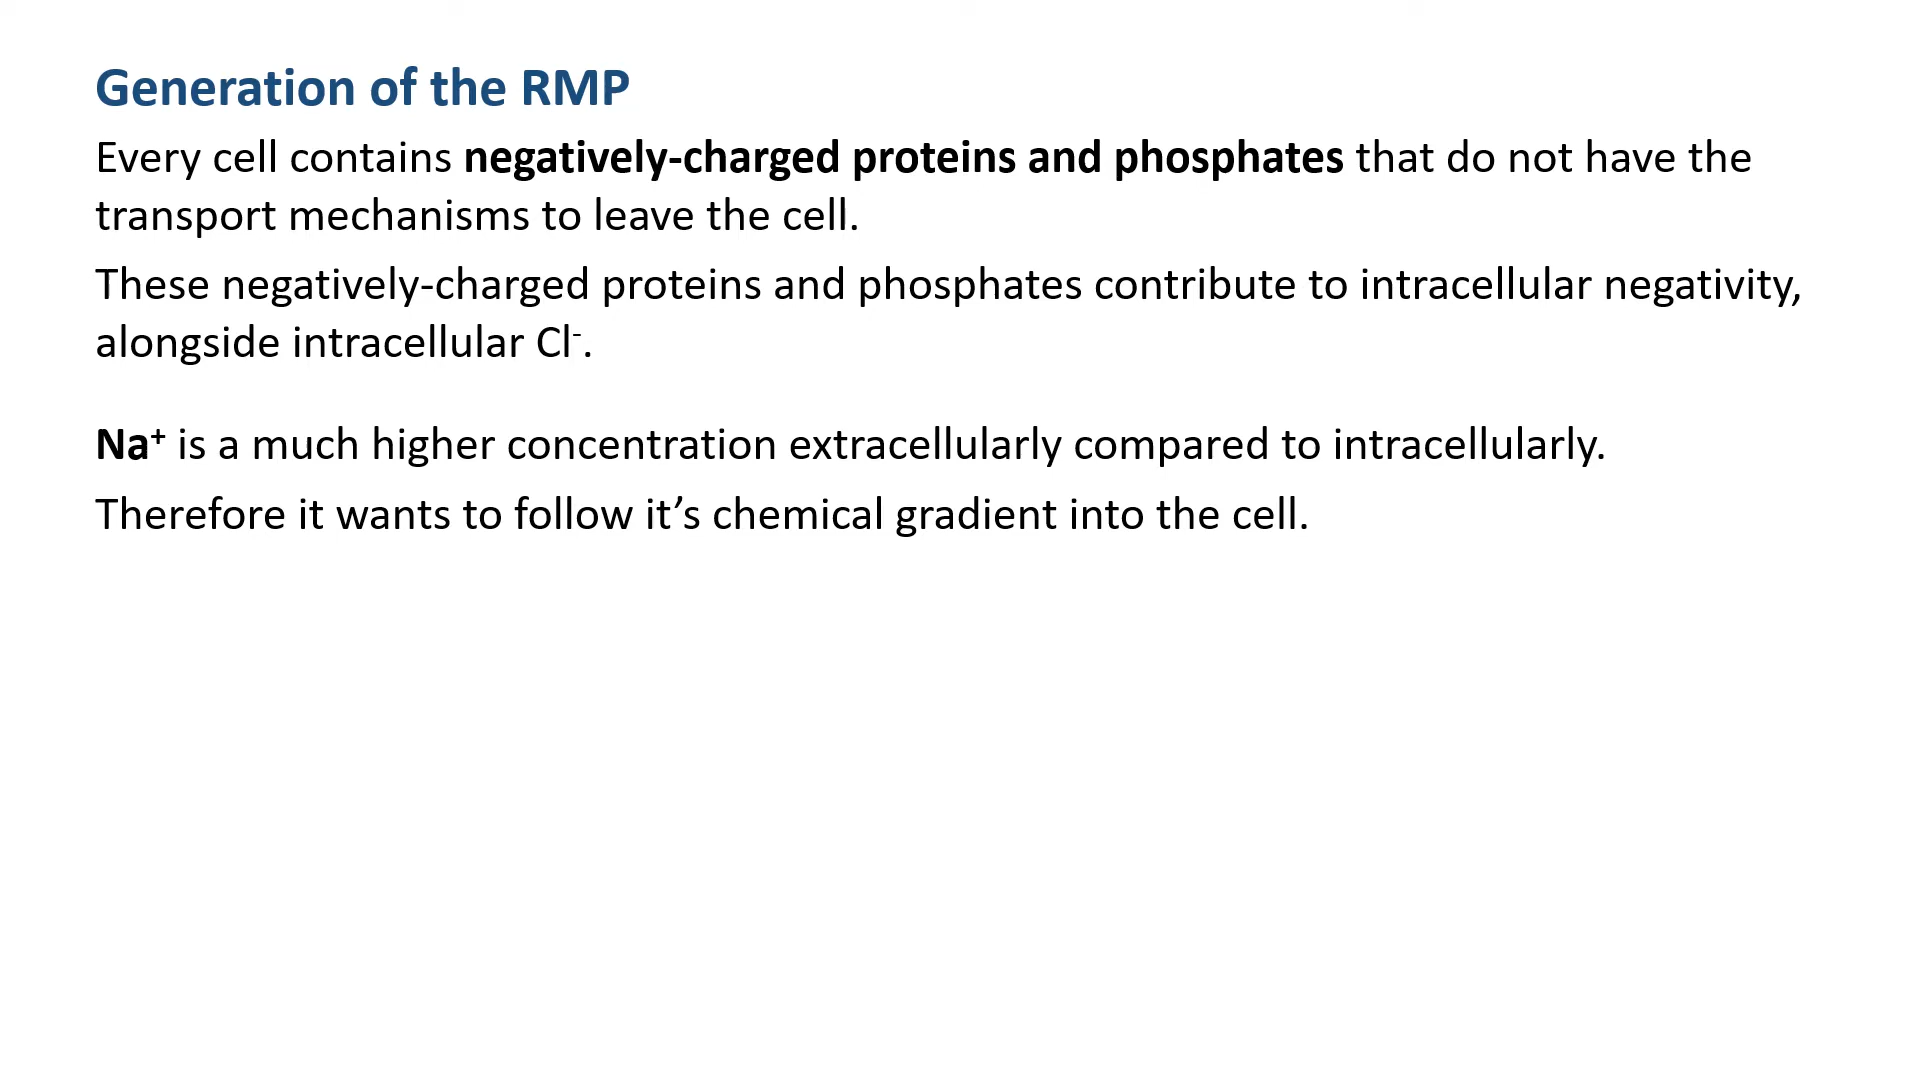 Generation of the RMP
Every cell contains negatively-charged proteins and phosphates that do not have the
transport mechanisms to leave the cell.
These negatively-charged proteins and phosphates contribute to intracellular negativity,
alongside intracellular Cl⁻.
Na⁺ is a much higher concentration extracellularly compared to intracellularly.
Therefore it wants to follow it’s chemical gradient into the cell.